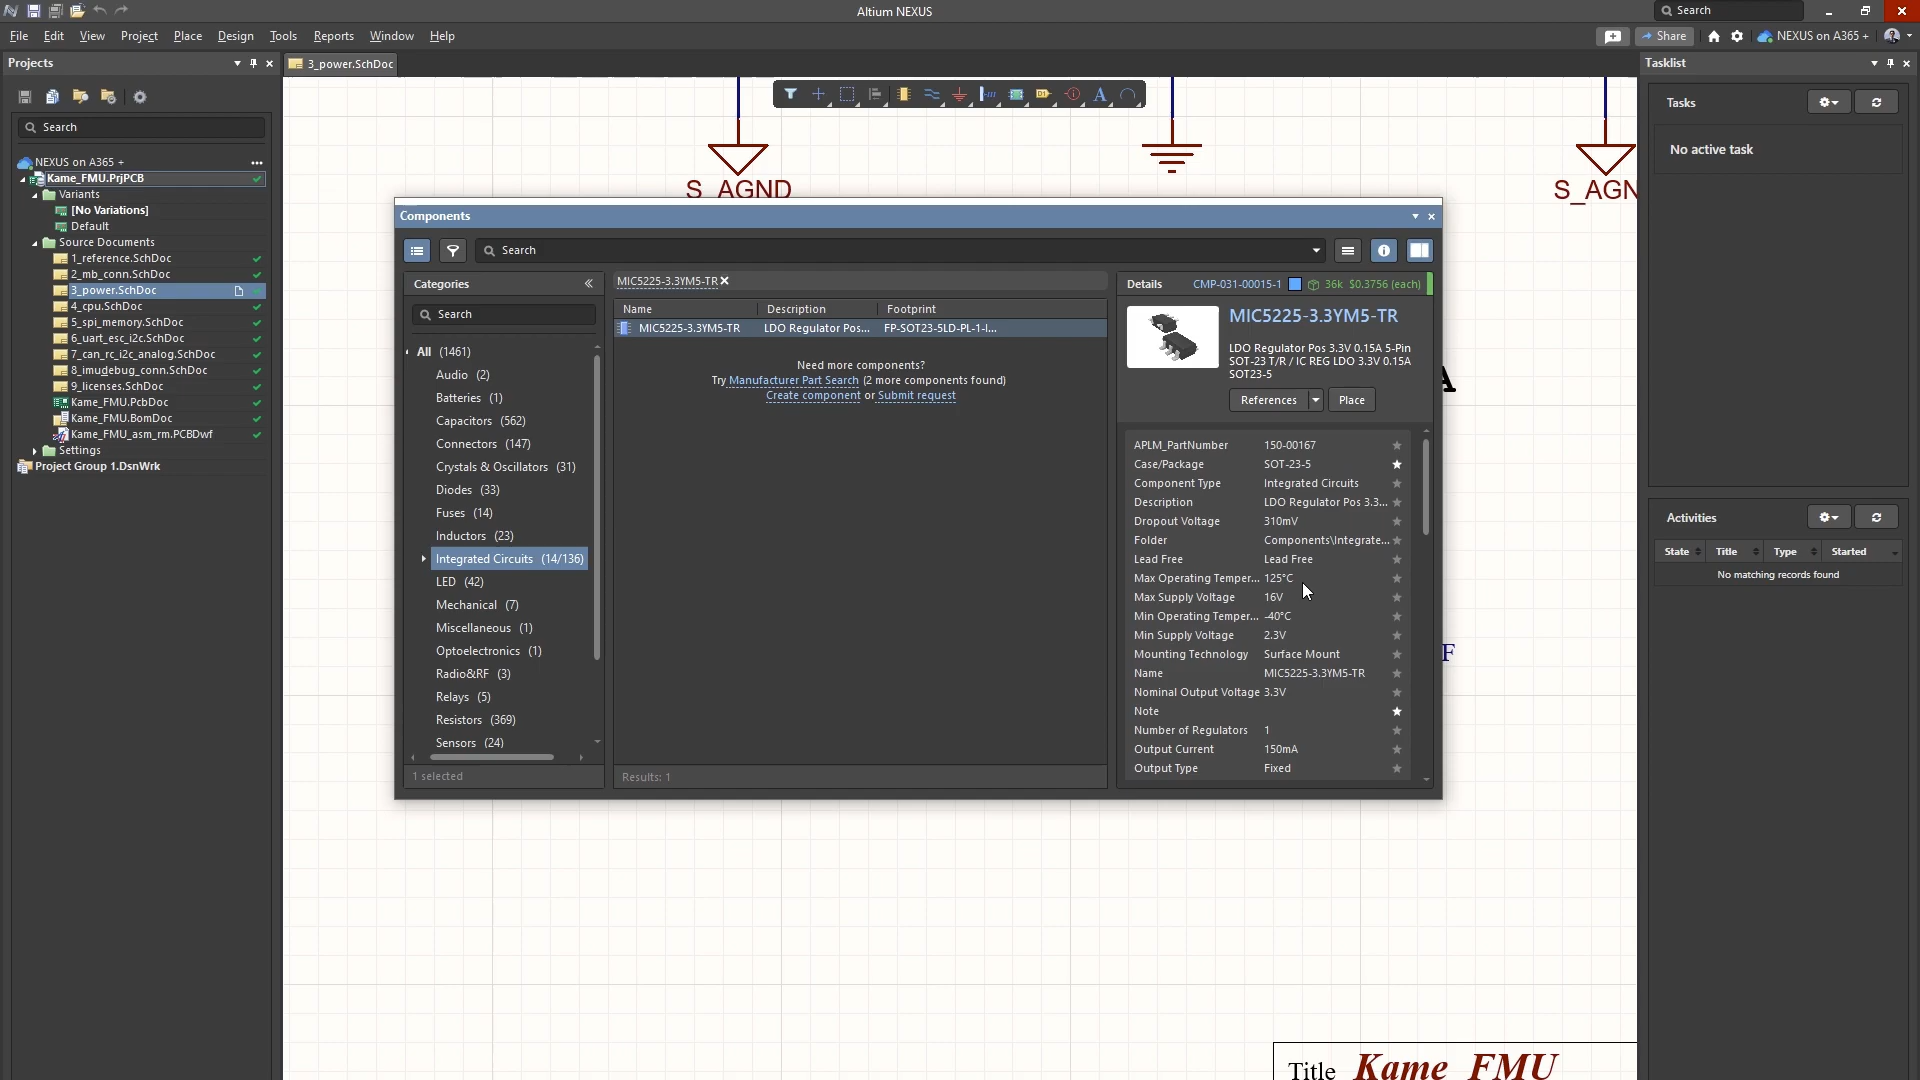 Altium NEXUS
Search
File Edit View Project Place Design Tools Reports Window Help
Share
NEXUS on A365 +
Projects
3_power.SchDoc
Tasklist
Search
Tasks
No active task
NEXUS on A365 +
Kame_FMU.PrjPCB
Variants
[No Variations]
Default
Source Documents
1_reference.SchDoc
2_mb_conn.SchDoc
3_power.SchDoc
4_cpu.SchDoc
5_spi_memory.SchDoc
6_uart_esc_i2c.SchDoc
7_can_rc_i2c_analog.SchDoc
8_imudebug_conn.SchDoc
9_licenses.SchDoc
Kame_FMU.PcbDoc
Kame_FMU.BomDoc
Kame_FMU_asm_rm.PCBDwf
Settings
Project Group 1.DsnWrk
S_AGND
S_AGN
Components
Search
Categories
Search
All (1461)
Audio (2)
Batteries (1)
Capacitors (562)
Connectors (147)
Crystals & Oscillators (31)
Diodes (33)
Fuses (14)
Inductors (23)
Integrated Circuits (14/136)
LED (42)
Mechanical (7)
Miscellaneous (1)
Optoelectronics (1)
Radio&RF (3)
Relays (5)
Resistors (369)
Sensors (24)
1 selected
MIC5225-3.3YM5-TR
Name Description Footprint
MIC5225-3.3YM5-TR LDO Regulator Pos... FP-SOT23-5LD-PL-1-I...
Need more components?
Try Manufacturer Part Search (2 more components found)
Create component or Submit request
Results: 1
Details CMP-031-00015-1 36k $0.3756 (each)
MIC5225-3.3YM5-TR
LDO Regulator Pos 3.3V 0.15A 5-Pin
SOT-23 T/R / IC REG LDO 3.3V 0.15A
SOT23-5
References Place
APLM_PartNumber 150-00167
Case/Package SOT-23-5
Component Type Integrated Circuits
Description LDO Regulator Pos 3.3...
Dropout Voltage 310mV
Folder Components\Integrate...
Lead Free Lead Free
Max Operating Temper... 125°C
Max Supply Voltage 16V
Min Operating Temper... -40°C
Min Supply Voltage 2.3V
Mounting Technology Surface Mount
Name MIC5225-3.3YM5-TR
Nominal Output Voltage 3.3V
Note
Number of Regulators 1
Output Current 150mA
Output Type Fixed
A
F
Activities
State Title Type Started
No matching records found
Title Kame_FMU